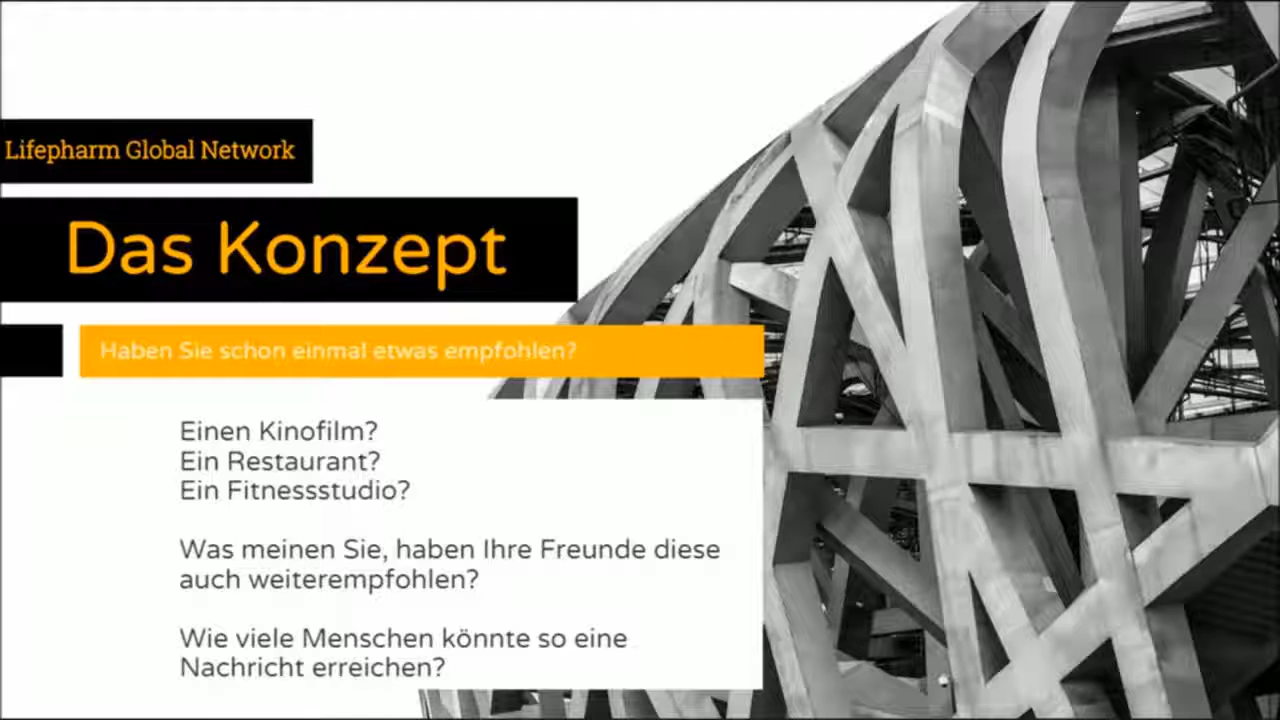 Lifepharm Global Network
Das Konzept
Haben Sie schon einmal etwas empfohlen?
Einen Kinofilm?
Ein Restaurant?
Ein Fitnessstudio?
Was meinen Sie, haben Ihre Freunde diese
auch weiterempfohlen?
Wie viele Menschen könnte so eine
Nachricht erreichen?